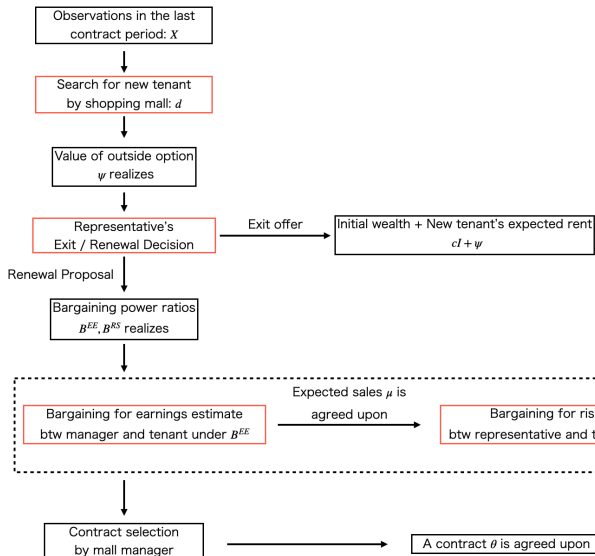 Observations in the last
contract period: X
Search for new tenant
by shopping mall: d
Value of outside option
ψ realizes
Representative's
Exit / Renewal Decision
Exit offer
Initial wealth + New tenant's expected rent
cI + ψ
Renewal Proposal
Bargaining power ratios
B^{EE}, B^{RS} realizes
Bargaining for earnings estimate
btw manager and tenant under B^{EE}
Expected sales μ is
agreed upon
Bargaining for
btw representative and
Contract selection
by mall manager
A contract θ is agreed upon